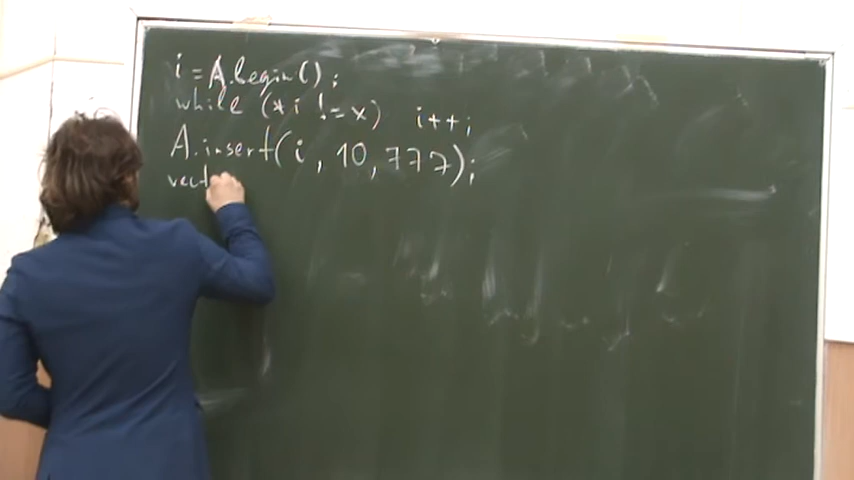 i = A.begin();
while (*i != x) i++;
A.insert(i, 10, 777);
vect